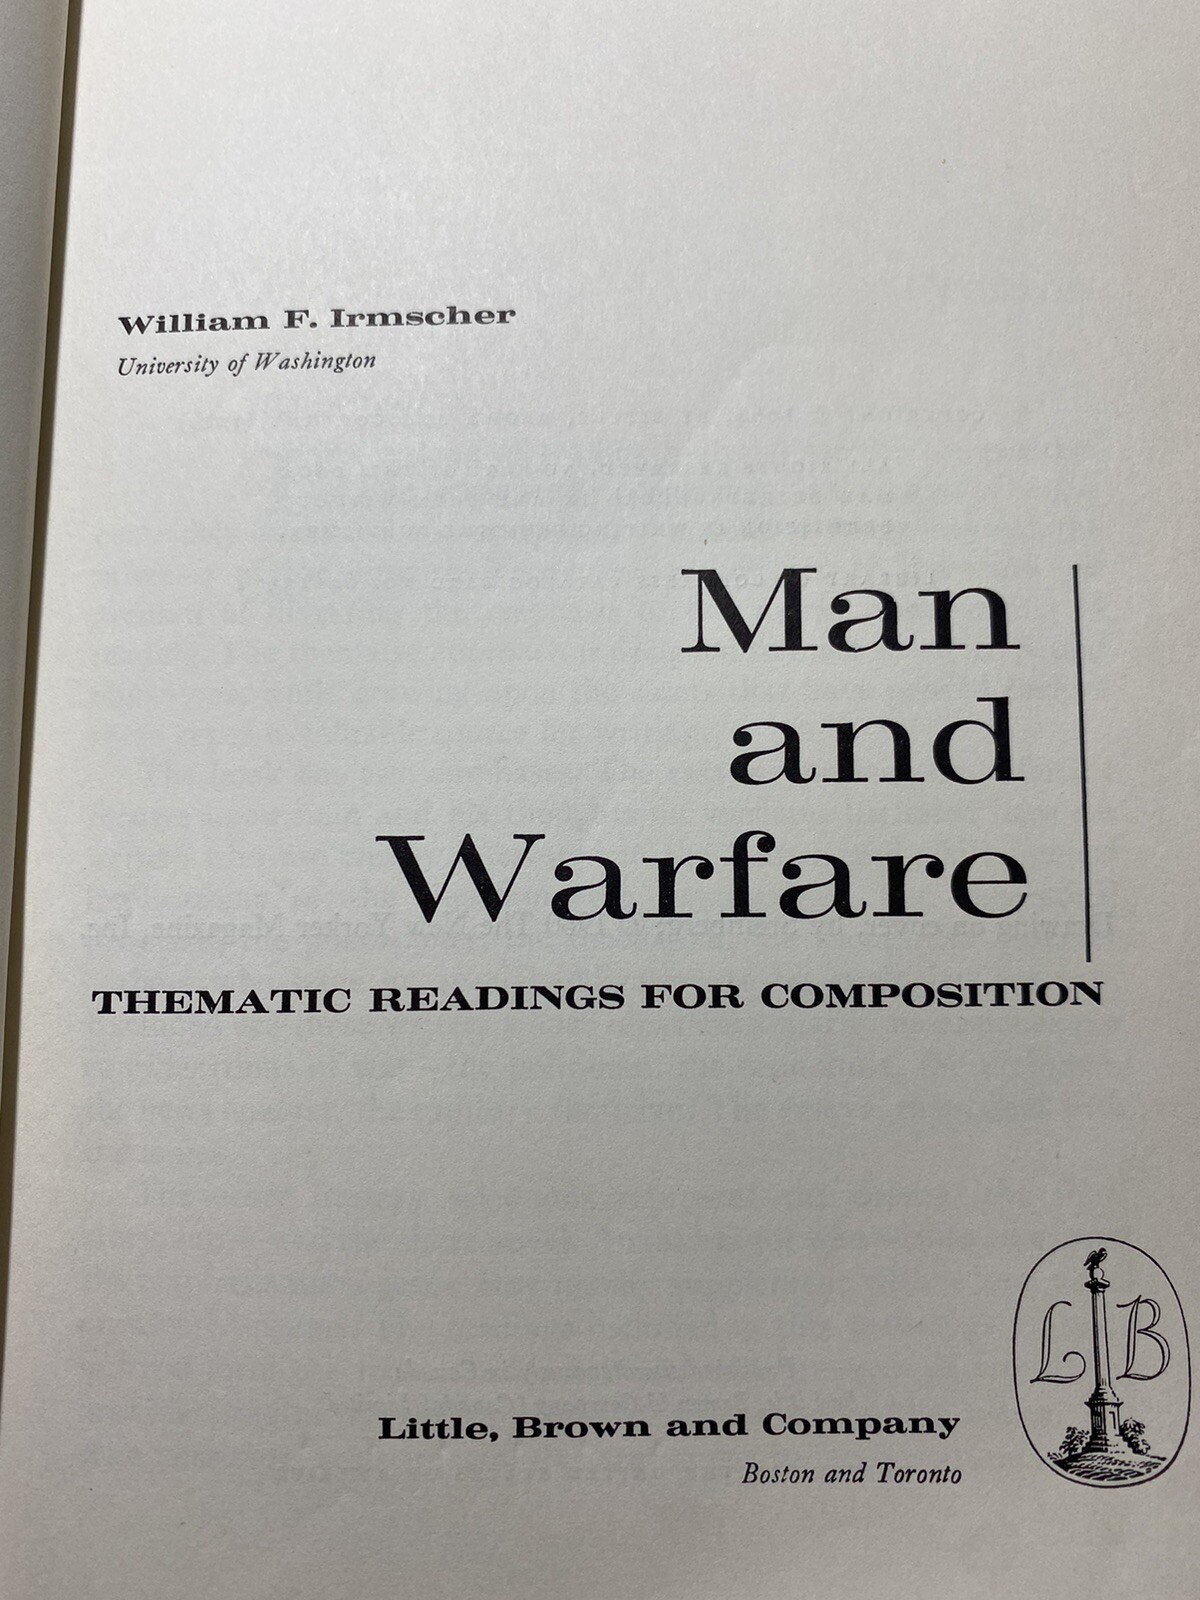 William F. Irmscher
University of Washington
Man
and
Warfare
THEMATIC READINGS FOR COMPOSITION
L B
Little, Brown and Company
Boston and Toronto